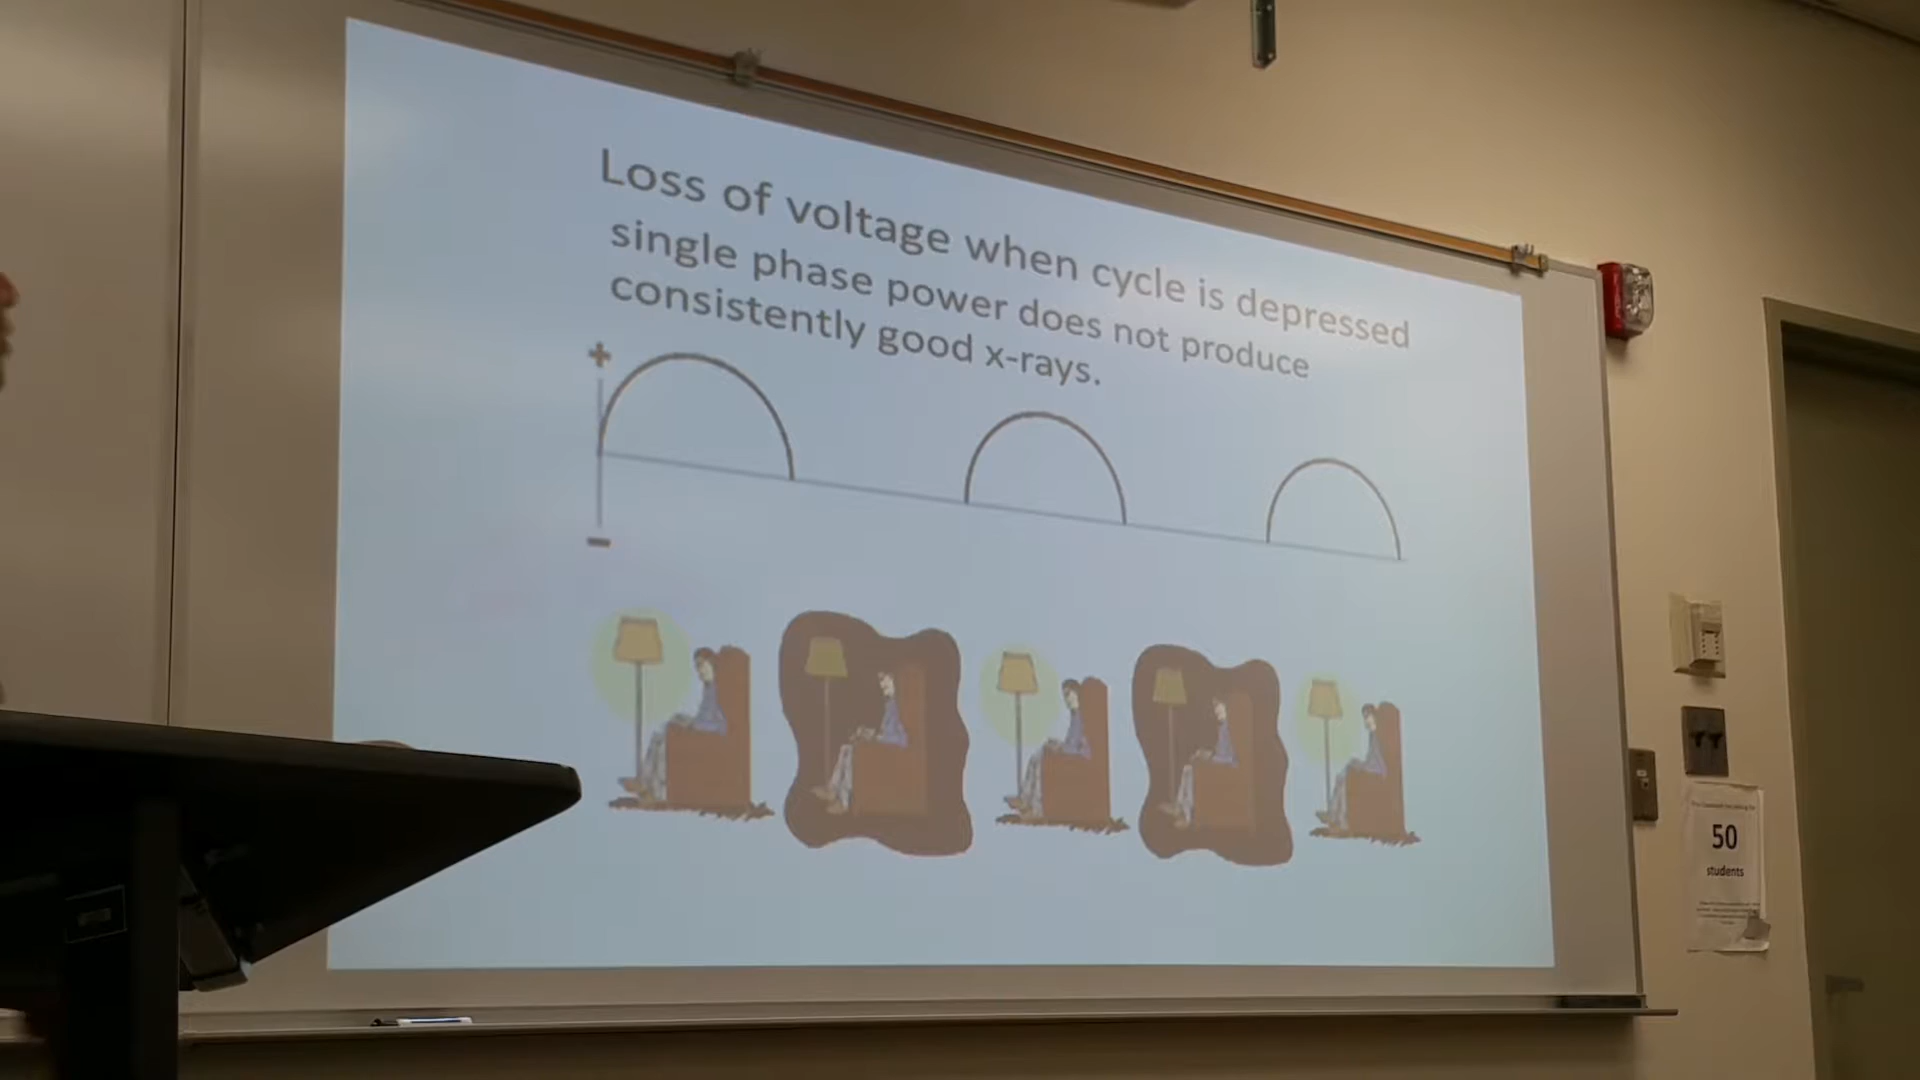 Loss of voltage when cycle is depressed
single phase power does not produce
consistently good x-rays.
+
-
50
students